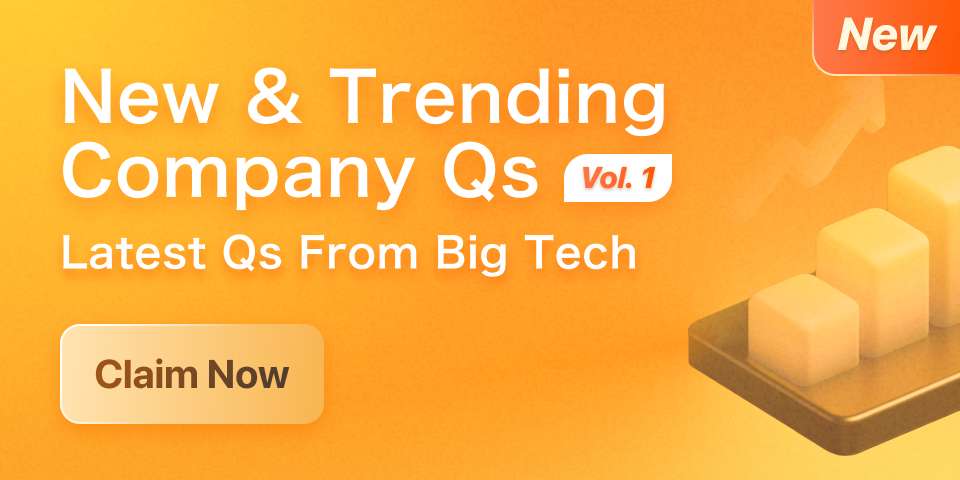 New
New & Trending
Company Qs Vol. 1
Latest Qs From Big Tech
Claim Now